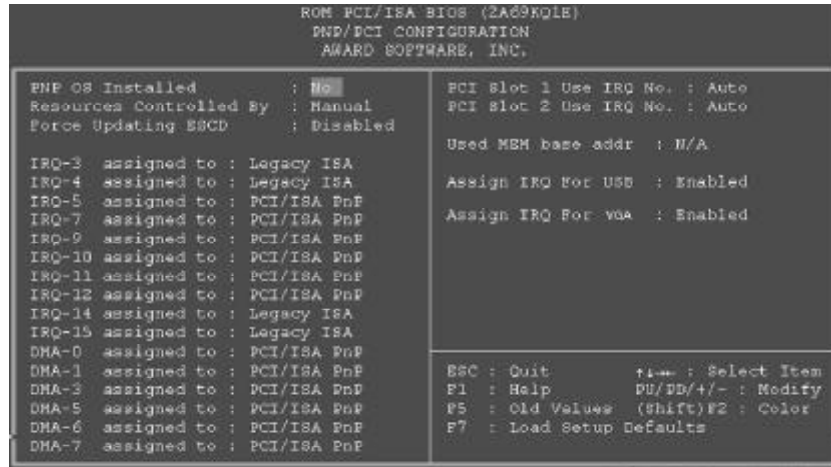 ROM PCI/ISA BIOS (2A69KQ1E)
PNP/PCI CONFIGURATION
AWARD SOFTWARE, INC.
PNP OS Installed : No
Resources Controlled By : Manual
Force Updating ESCD : Disabled
IRQ-3 assigned to : Legacy ISA
IRQ-4 assigned to : Legacy ISA
IRQ-5 assigned to : PCI/ISA PnP
IRQ-7 assigned to : PCI/ISA PnP
IRQ-9 assigned to : PCI/ISA PnP
IRQ-10 assigned to : PCI/ISA PnP
IRQ-11 assigned to : PCI/ISA PnP
IRQ-12 assigned to : PCI/ISA PnP
IRQ-14 assigned to : Legacy ISA
IRQ-15 assigned to : Legacy ISA
DMA-0 assigned to : PCI/ISA PnP
DMA-1 assigned to : PCI/ISA PnP
DMA-3 assigned to : PCI/ISA PnP
DMA-5 assigned to : PCI/ISA PnP
DMA-6 assigned to : PCI/ISA PnP
DMA-7 assigned to : PCI/ISA PnP
PCI Slot 1 Use IRQ No. : Auto
PCI Slot 2 Use IRQ No. : Auto
Used MEM base addr : N/A
Assign IRQ For USB : Enabled
Assign IRQ For VGA : Enabled
ESC : Quit ↑↓→← : Select Item
F1 : Help PU/PD/+/- : Modify
F5 : Old Values (Shift)F2 : Color
F7 : Load Setup Defaults